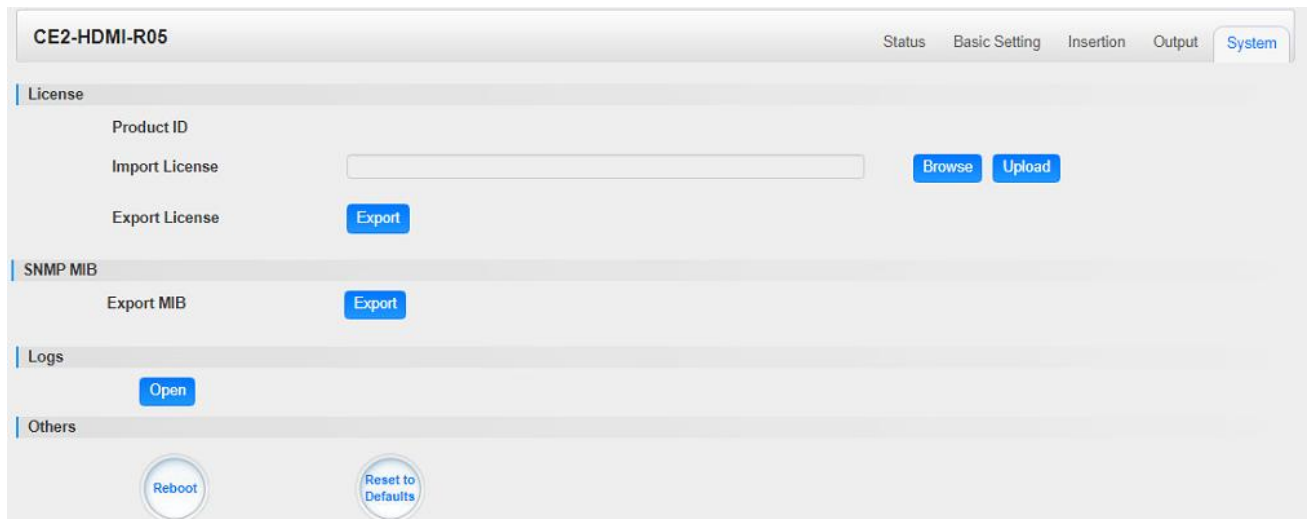 CE2-HDMI-R05 Status Basic Setting Insertion Output System
License
Product ID
Import License Browse Upload
Export License Export
SNMP MIB
Export MIB Export
Logs
Open
Others
Reboot Reset to
Defaults